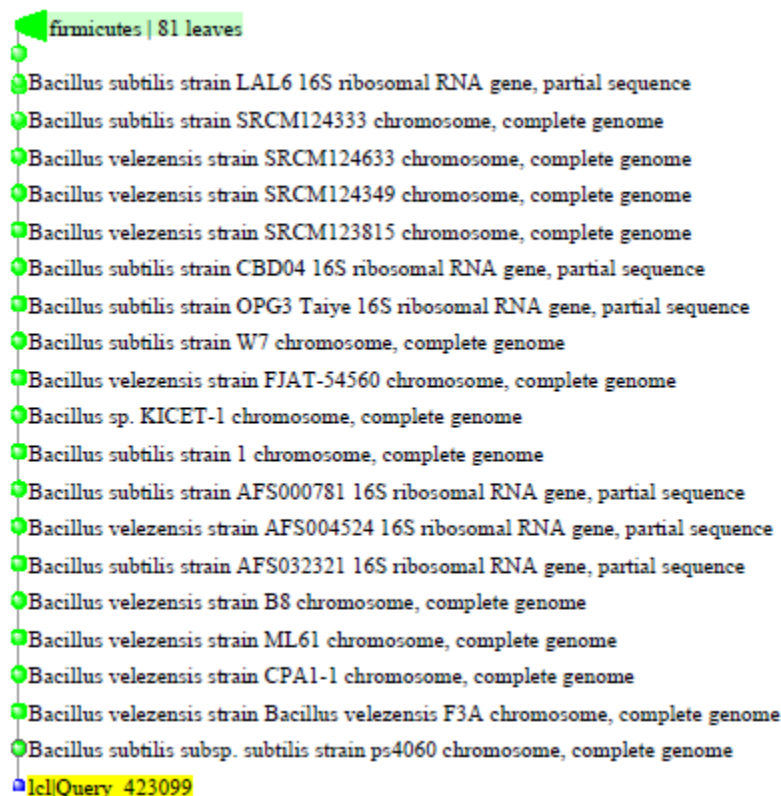 firmicutes | 81 leaves
Bacillus subtilis strain LAL6 16S ribosomal RNA gene, partial sequence
Bacillus subtilis strain SRCM124333 chromosome, complete genome
Bacillus velezensis strain SRCM124633 chromosome, complete genome
Bacillus velezensis strain SRCM124349 chromosome, complete genome
Bacillus velezensis strain SRCM123815 chromosome, complete genome
Bacillus subtilis strain CBD04 16S ribosomal RNA gene, partial sequence
Bacillus subtilis strain OPG3 Taiye 16S ribosomal RNA gene, partial sequence
Bacillus subtilis strain W7 chromosome, complete genome
Bacillus velezensis strain FJAT-54560 chromosome, complete genome
Bacillus sp. KICET-1 chromosome, complete genome
Bacillus subtilis strain 1 chromosome, complete genome
Bacillus subtilis strain AFS000781 16S ribosomal RNA gene, partial sequence
Bacillus velezensis strain AFS004524 16S ribosomal RNA gene, partial sequence
Bacillus subtilis strain AFS032321 16S ribosomal RNA gene, partial sequence
Bacillus velezensis strain B8 chromosome, complete genome
Bacillus velezensis strain ML61 chromosome, complete genome
Bacillus velezensis strain CPA1-1 chromosome, complete genome
Bacillus velezensis strain Bacillus velezensis F3A chromosome, complete genome
Bacillus subtilis subsp. subtilis strain ps4060 chromosome, complete genome
lcl|Query_423099